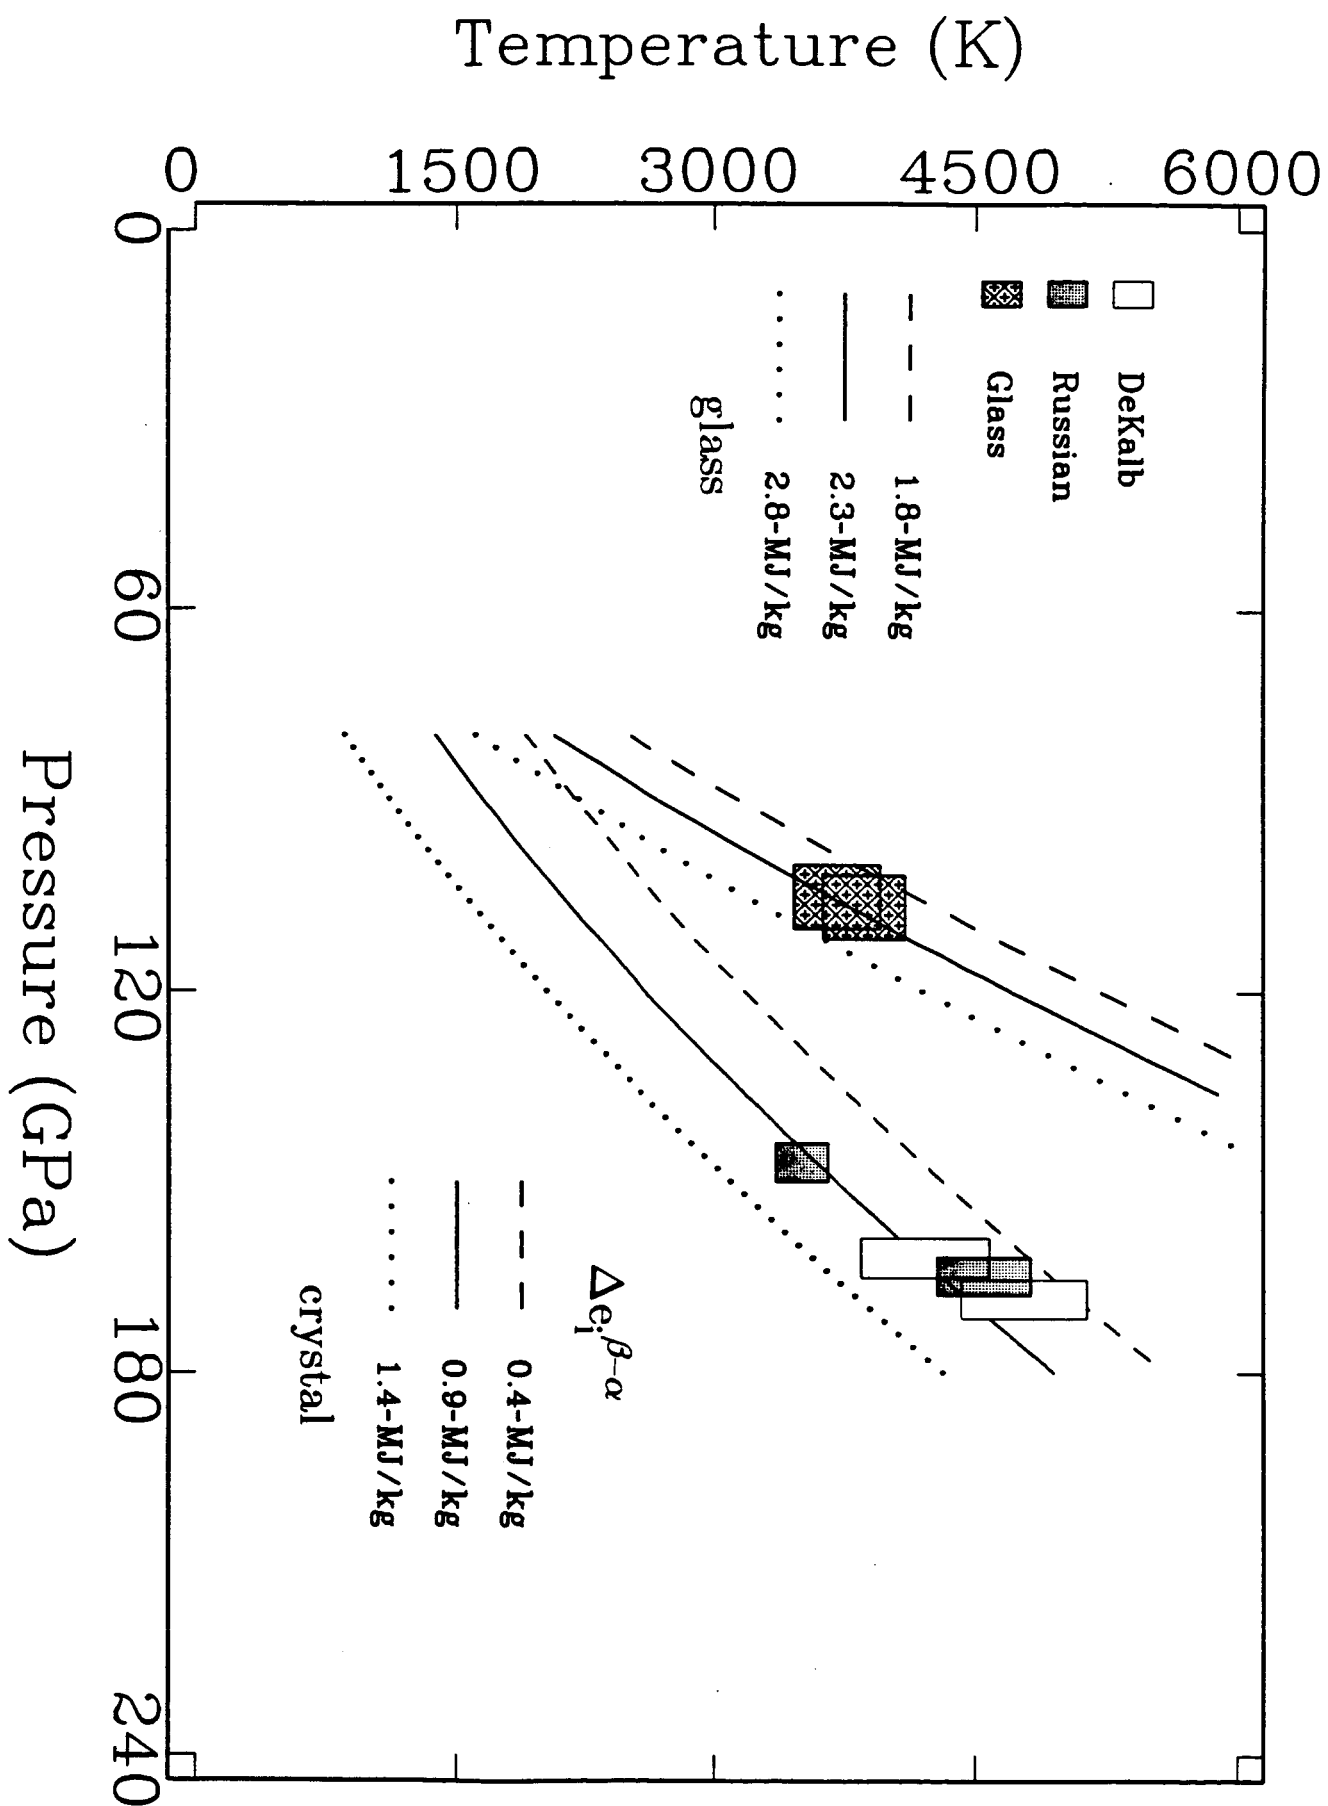 Temperature (K)
0 1500 3000 4500 6000
0
60
120
180
240
Pressure (GPa)
DeKalb
Russian
Glass
1.8-MJ/kg
2.3-MJ/kg
2.8-MJ/kg
glass
Δe_i^{β-α}
0.4-MJ/kg
0.9-MJ/kg
1.4-MJ/kg
crystal